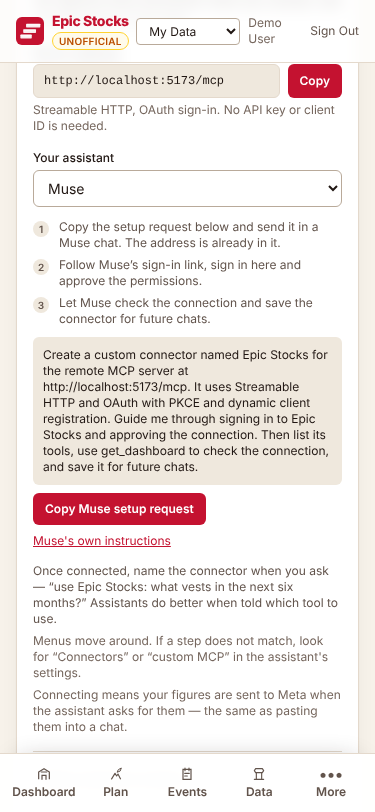 Epic Stocks
UNOFFICIAL
My Data
Demo
User
Sign Out
http://localhost:5173/mcp
Copy
Streamable HTTP, OAuth sign-in. No API key or client
ID is needed.
Your assistant
Muse
1 Copy the setup request below and send it in a
Muse chat. The address is already in it.
2 Follow Muse’s sign-in link, sign in here and
approve the permissions.
3 Let Muse check the connection and save the
connector for future chats.
Create a custom connector named Epic Stocks for
the remote MCP server at
http://localhost:5173/mcp. It uses Streamable
HTTP and OAuth with PKCE and dynamic client
registration. Guide me through signing in to Epic
Stocks and approving the connection. Then list its
tools, use get_dashboard to check the connection,
and save it for future chats.
Copy Muse setup request
Muse's own instructions
Once connected, name the connector when you ask
— “use Epic Stocks: what vests in the next six
months?” Assistants do better when told which tool to
use.
Menus move around. If a step does not match, look
for “Connectors” or “custom MCP” in the assistant's
settings.
Connecting means your figures are sent to Meta when
the assistant asks for them — the same as pasting
them into a chat.
Dashboard
Plan
Events
Data
More